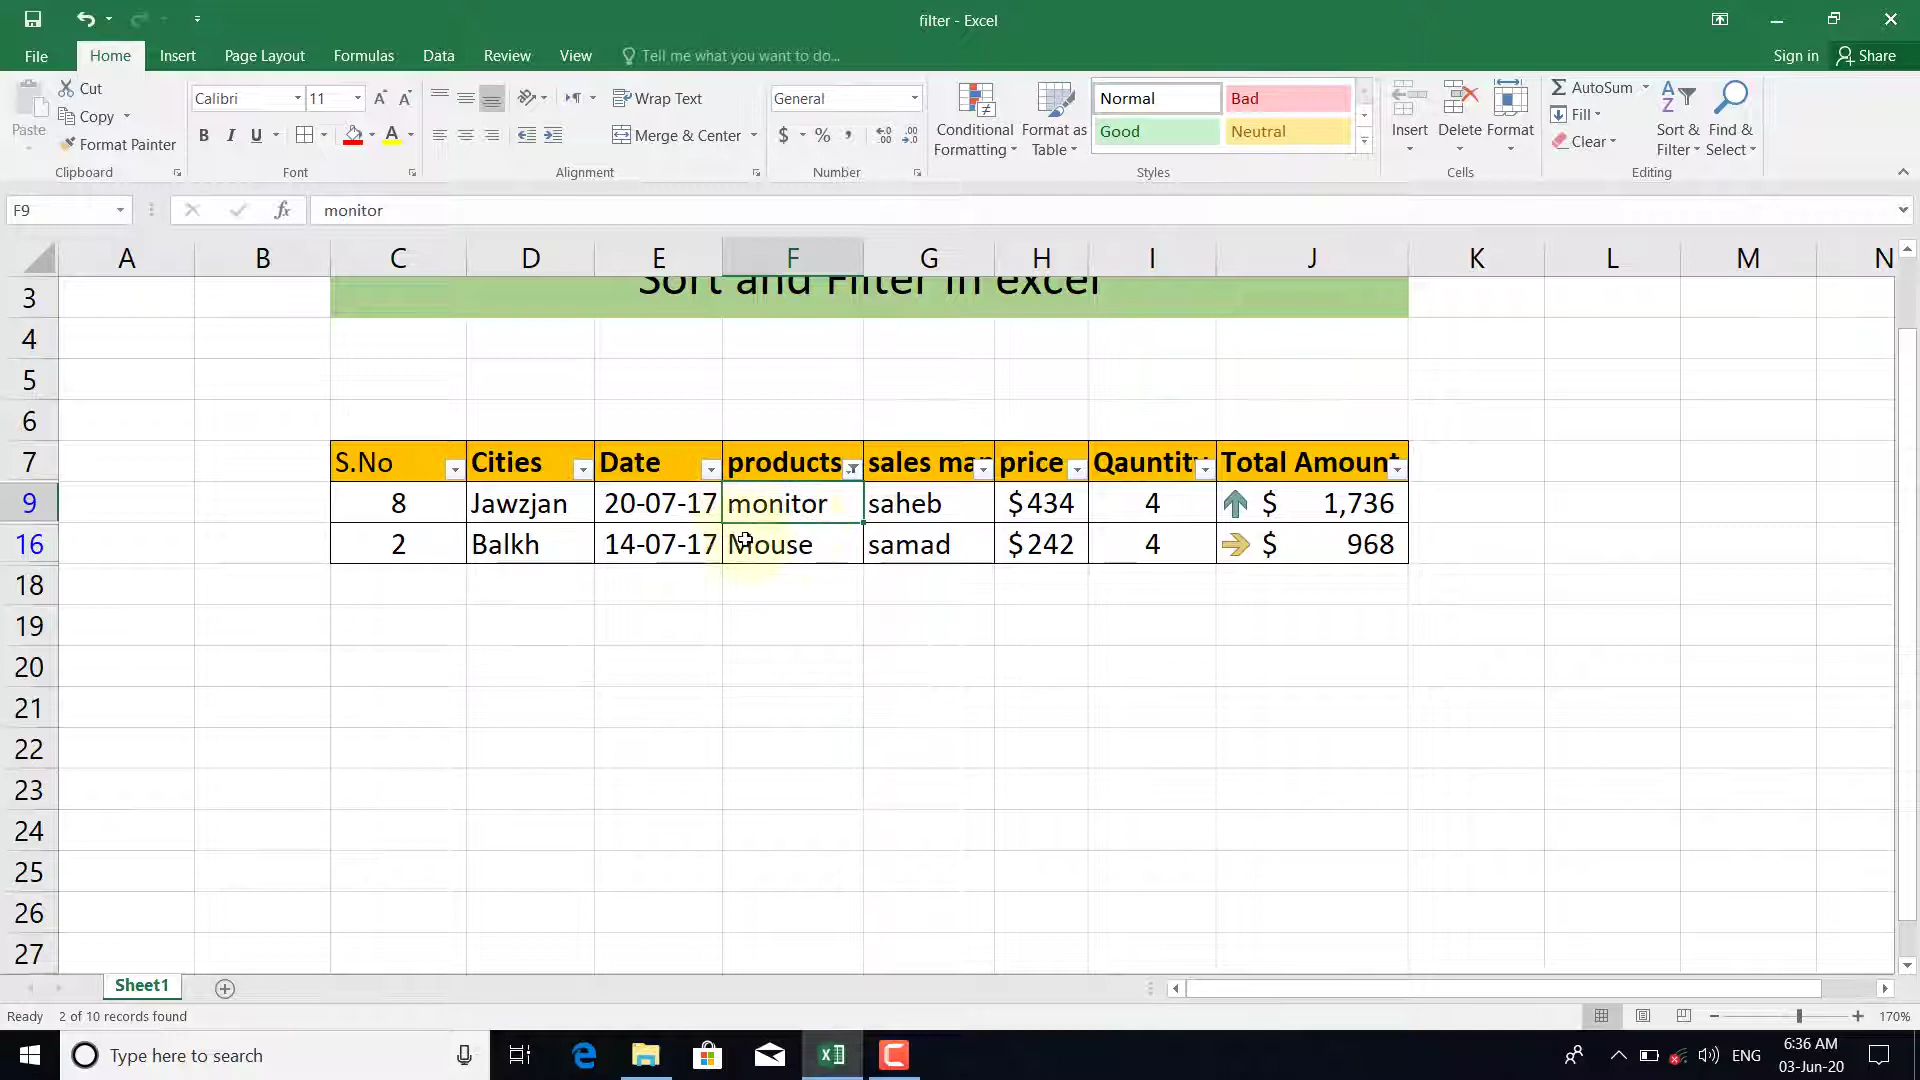 filter - Excel
File Home Insert Page Layout Formulas Data Review View Tell me what you want to do... Sign in Share
Paste Cut
Copy
Format Painter
Clipboard
Calibri 11
B I U A
Font
Wrap Text
Merge & Center
Alignment
General
$ % ,
Number
Conditional Formatting
Format as Table
Normal Bad
Good Neutral
Styles
Insert Delete Format
Cells
AutoSum
Fill
Clear
Sort & Filter
Find & Select
Editing
F9 fx monitor
A B C D E F G H I J K L M N
3 Sort and Filter in excel
4
5
6
7 S.No Cities Date products sales man price Qauntity Total Amount
9 8 Jawzjan 20-07-17 monitor saheb $434 4 $ 1,736
16 2 Balkh 14-07-17 Mouse samad $242 4 $ 968
18
19
20
21
22
23
24
25
26
27
Sheet1
Ready 2 of 10 records found 170%
Type here to search
ENG
6:36 AM
03-Jun-20